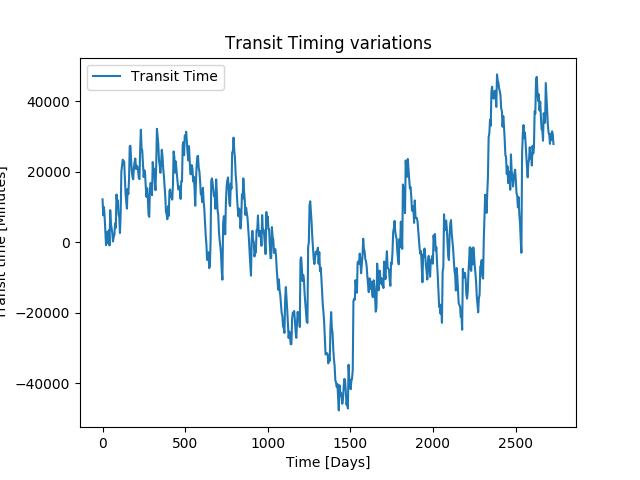 Transit Timing variations
Transit Time
40000
20000
0
−20000
−40000
Transit time [Minutes]
0
500
1000
1500
2000
2500
Time [Days]